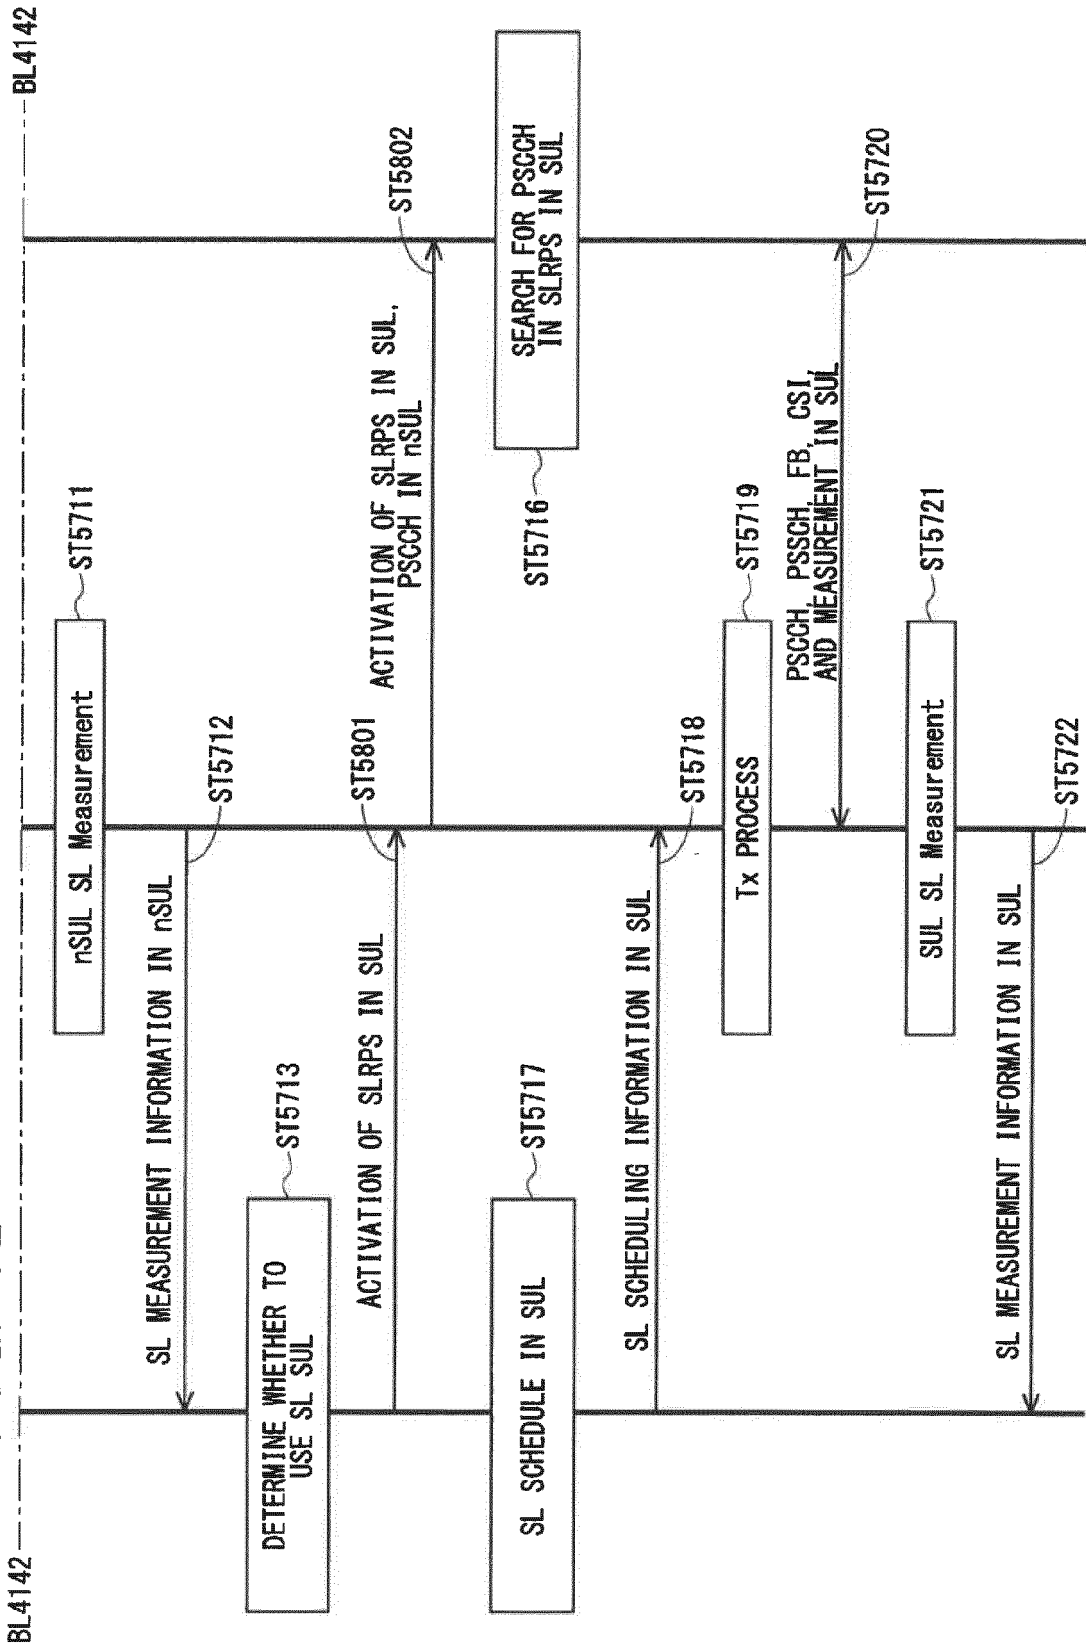 BL4142
BL4142
nSUL SL Measurement
ST5711
SL MEASUREMENT INFORMATION IN nSUL
ST5712
DETERMINE WHETHER TO
USE SL SUL
ST5713
ACTIVATION OF SLRPS IN SUL
ST5801
ACTIVATION OF SLRPS IN SUL,
PSCCH IN nSUL
ST5802
SL SCHEDULE IN SUL
ST5717
ST5716
SEARCH FOR PSCCH
IN SLRPS IN SUL
SL SCHEDULING INFORMATION IN SUL
ST5718
Tx PROCESS
ST5719
PSCCH, PSSCH, FB, CSI,
AND MEASUREMENT IN SUL
ST5720
SUL SL Measurement
ST5721
SL MEASUREMENT INFORMATION IN SUL
ST5722